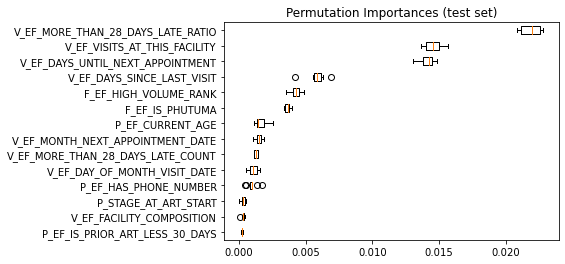 Permutation Importances (test set)
V_EF_MORE_THAN_28_DAYS_LATE_RATIO
V_EF_VISITS_AT_THIS_FACILITY
V_EF_DAYS_UNTIL_NEXT_APPOINTMENT
V_EF_DAYS_SINCE_LAST_VISIT
F_EF_HIGH_VOLUME_RANK
F_EF_IS_PHUTUMA
P_EF_CURRENT_AGE
V_EF_MONTH_NEXT_APPOINTMENT_DATE
V_EF_MORE_THAN_28_DAYS_LATE_COUNT
V_EF_DAY_OF_MONTH_VISIT_DATE
P_EF_HAS_PHONE_NUMBER
P_STAGE_AT_ART_START
V_EF_FACILITY_COMPOSITION
P_EF_IS_PRIOR_ART_LESS_30_DAYS
0.000 0.005 0.010 0.015 0.020